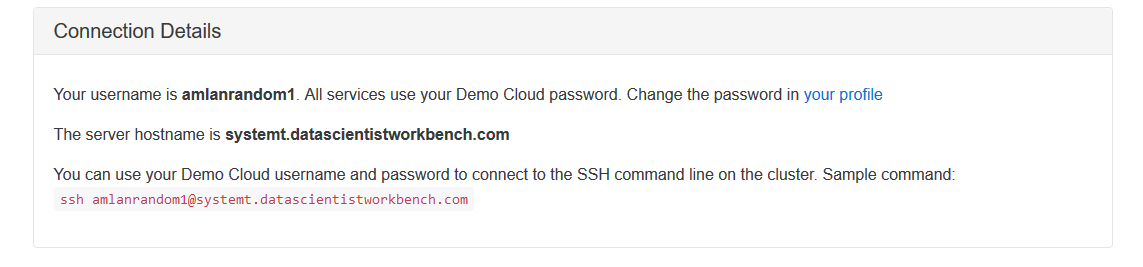 Connection Details
Your username is amlanrandom1. All services use your Demo Cloud password. Change the password in your profile
The server hostname is systemt.datascientistworkbench.com
You can use your Demo Cloud username and password to connect to the SSH command line on the cluster. Sample command:
ssh amlanrandom1@systemt.datascientistworkbench.com